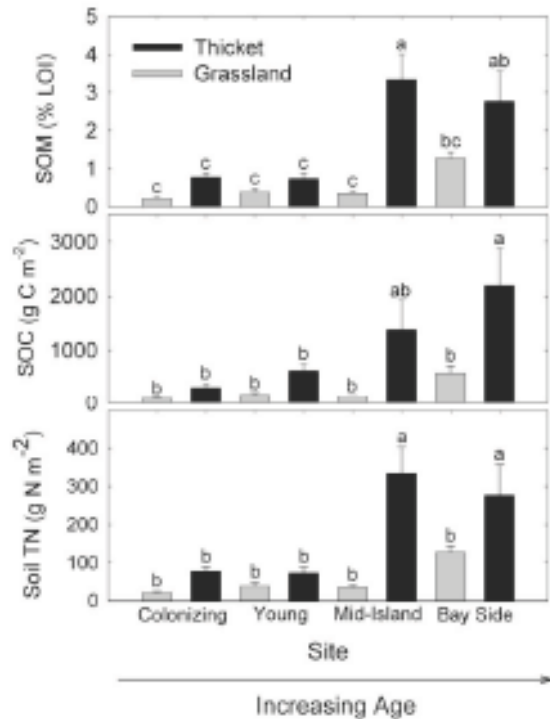 5
Thicket
Grassland
a
ab
4
3
2
1
0
bc
c c c c c
SOM (% LOI)
3000
2000
1000
0
a
ab
b b b b b b
SOC (g C m-2)
400
300
200
100
0
a a
b b b b b b
Soil TN (g N m-2)
Colonizing Young Mid-Island Bay Side
Site
Increasing Age